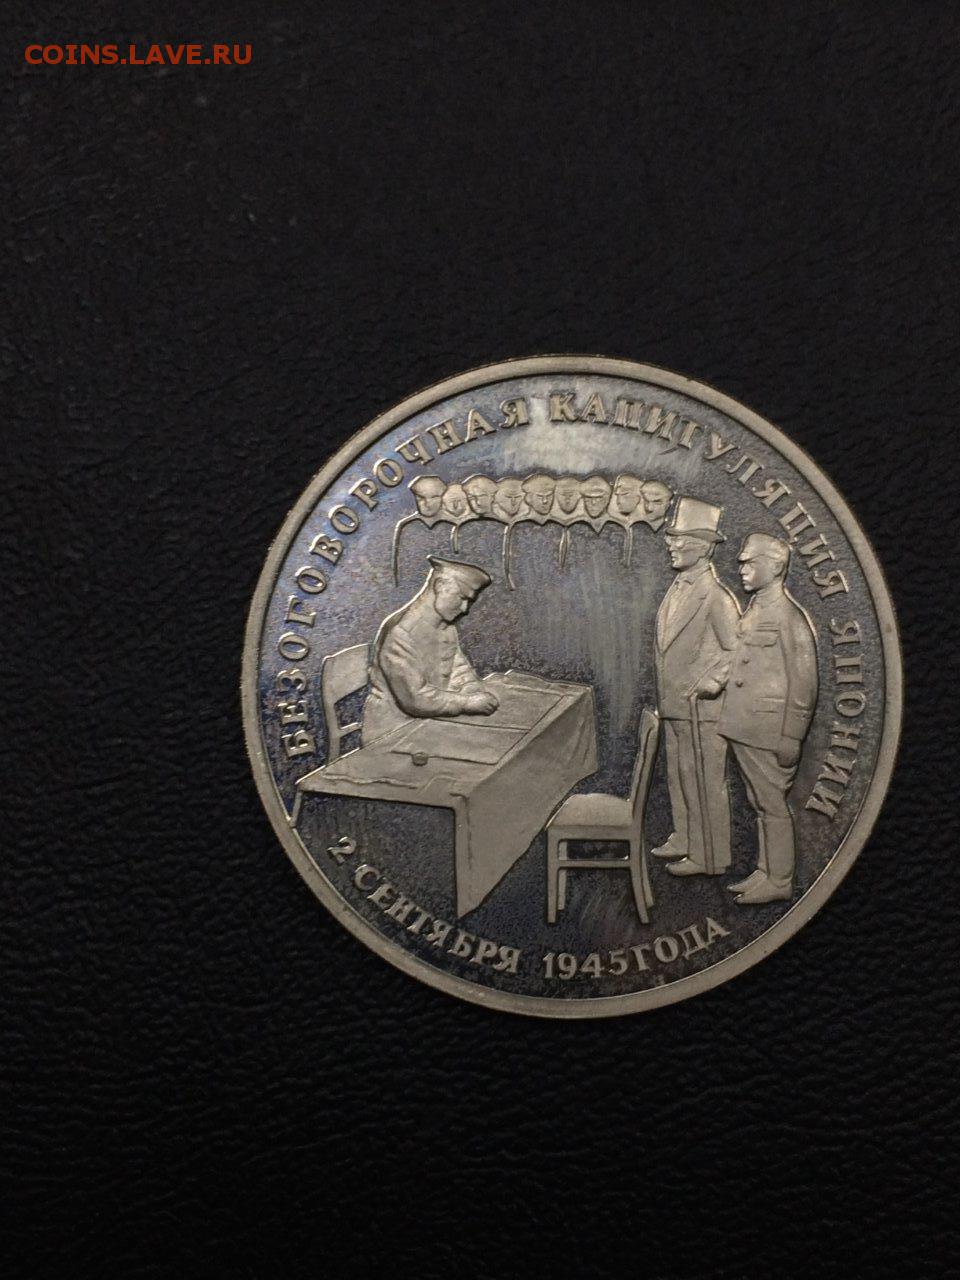 COINS.LAVE.RU
БЕЗОГОВОРОЧНАЯ КАПИТУЛЯЦИЯ ЯПОНИИ
2 СЕНТЯБРЯ 1945 ГОДА